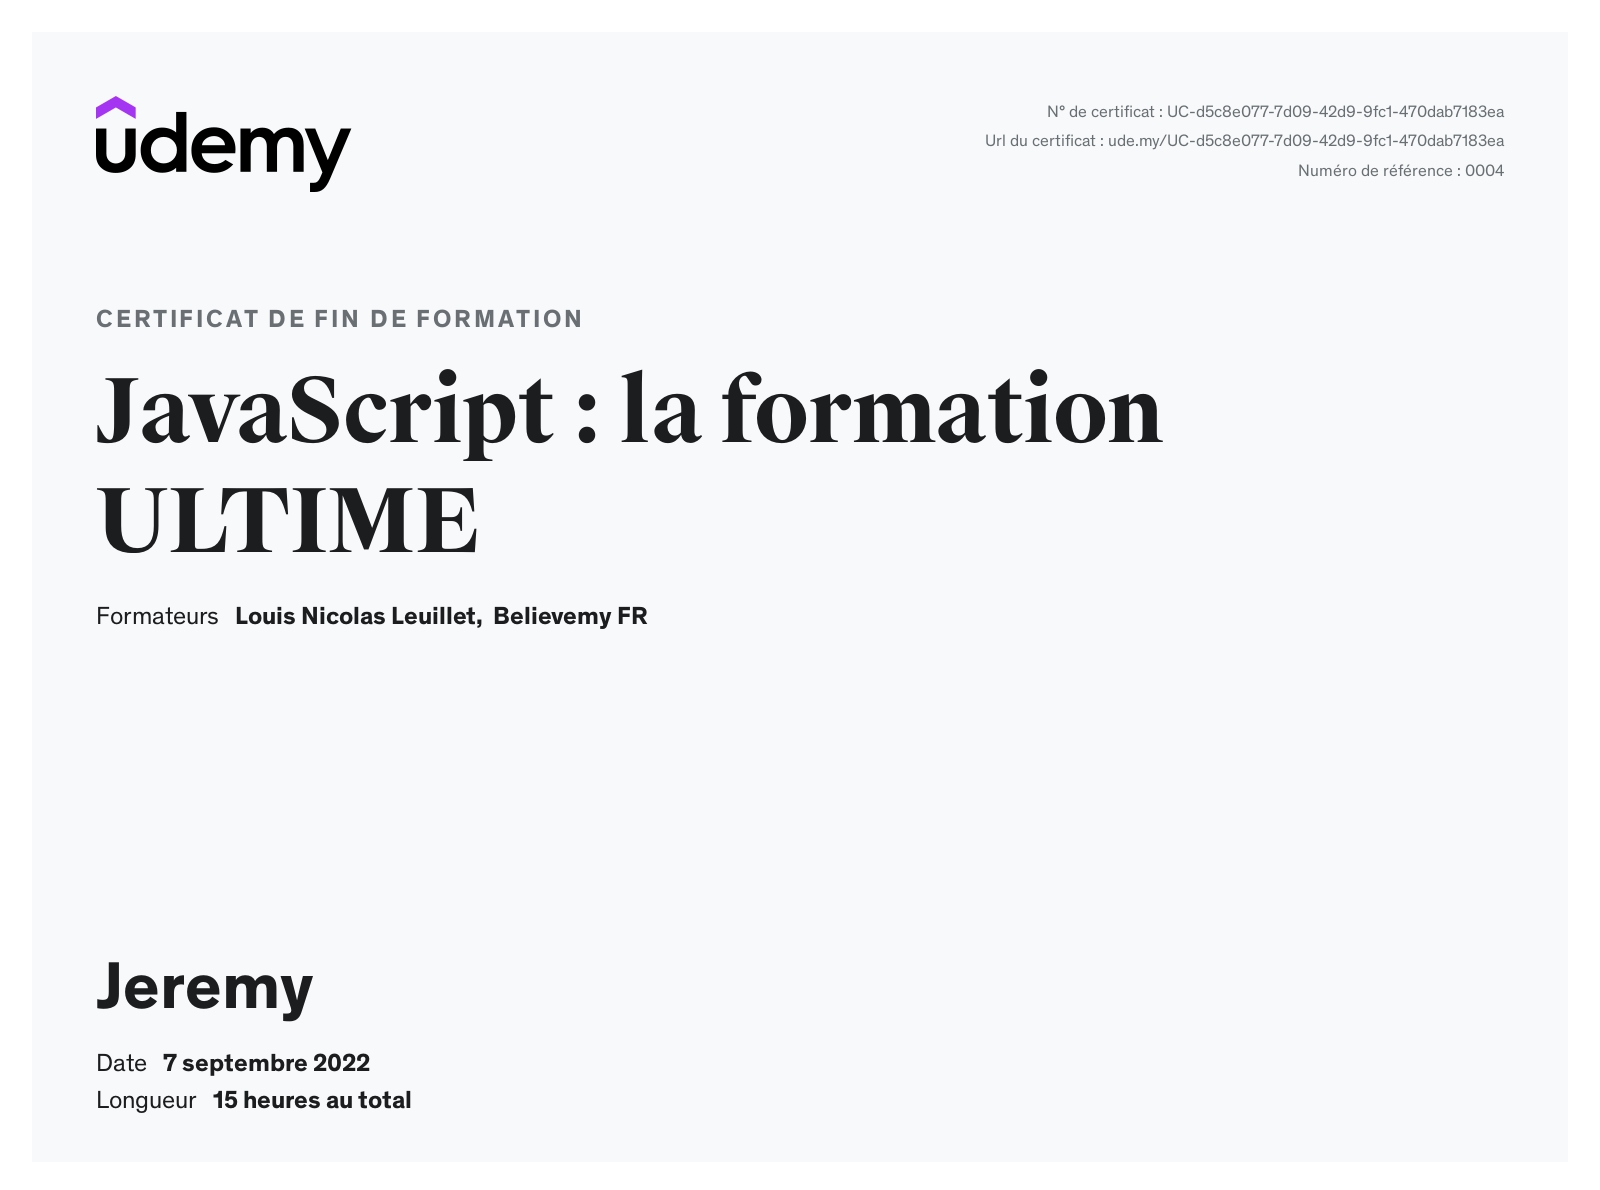 udemy
N° de certificat : UC-d5c8e077-7d09-42d9-9fc1-470dab7183ea
Url du certificat : ude.my/UC-d5c8e077-7d09-42d9-9fc1-470dab7183ea
Numéro de référence : 0004
CERTIFICAT DE FIN DE FORMATION
JavaScript : la formation
ULTIME
Formateurs Louis Nicolas Leuillet, Believemy FR
Jeremy
Date 7 septembre 2022
Longueur 15 heures au total